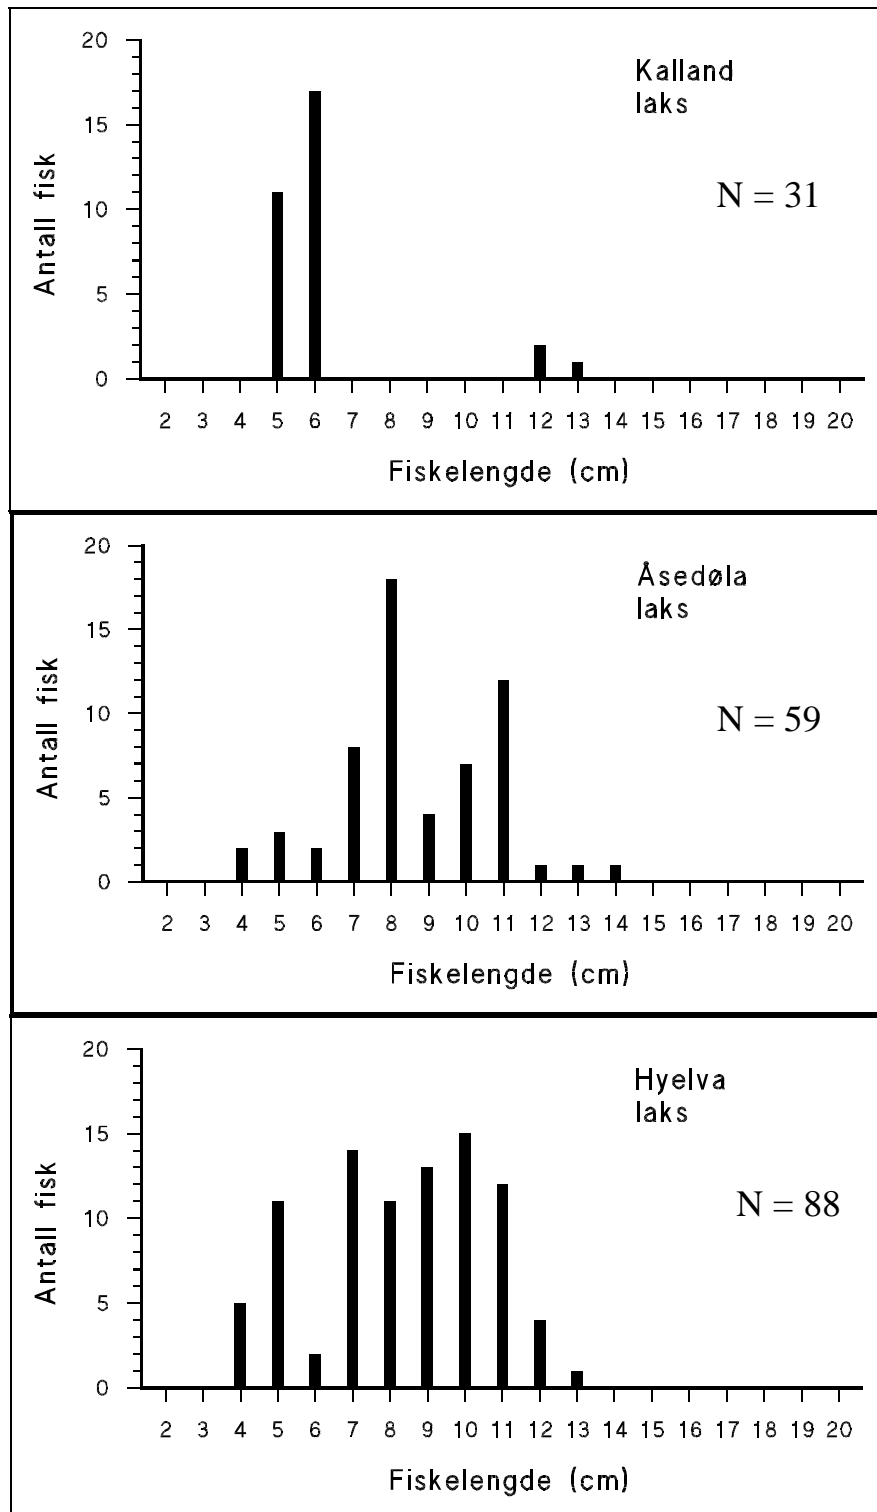 20
Kalland
laks
15
N = 31
Antall fisk
10
5
0
2 3 4 5 6 7 8 9 10 11 12 13 14 15 16 17 18 19 20
Fiskelengde (cm)
20
Åsedøla
laks
15
N = 59
Antall fisk
10
5
0
2 3 4 5 6 7 8 9 10 11 12 13 14 15 16 17 18 19 20
Fiskelengde (cm)
20
Hyelva
laks
15
N = 88
Antall fisk
10
5
0
2 3 4 5 6 7 8 9 10 11 12 13 14 15 16 17 18 19 20
Fiskelengde (cm)